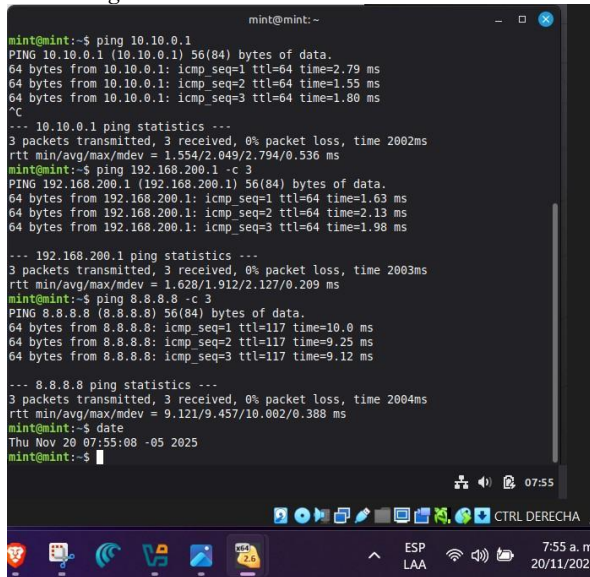 mint@mint: ~
mint@mint:~$ ping 10.10.0.1
PING 10.10.0.1 (10.10.0.1) 56(84) bytes of data.
64 bytes from 10.10.0.1: icmp_seq=1 ttl=64 time=2.79 ms
64 bytes from 10.10.0.1: icmp_seq=2 ttl=64 time=1.55 ms
64 bytes from 10.10.0.1: icmp_seq=3 ttl=64 time=1.80 ms
^C
--- 10.10.0.1 ping statistics ---
3 packets transmitted, 3 received, 0% packet loss, time 2002ms
rtt min/avg/max/mdev = 1.554/2.049/2.794/0.536 ms
mint@mint:~$ ping 192.168.200.1 -c 3
PING 192.168.200.1 (192.168.200.1) 56(84) bytes of data.
64 bytes from 192.168.200.1: icmp_seq=1 ttl=64 time=1.63 ms
64 bytes from 192.168.200.1: icmp_seq=2 ttl=64 time=2.13 ms
64 bytes from 192.168.200.1: icmp_seq=3 ttl=64 time=1.98 ms
--- 192.168.200.1 ping statistics ---
3 packets transmitted, 3 received, 0% packet loss, time 2003ms
rtt min/avg/max/mdev = 1.628/1.912/2.127/0.209 ms
mint@mint:~$ ping 8.8.8.8 -c 3
PING 8.8.8.8 (8.8.8.8) 56(84) bytes of data.
64 bytes from 8.8.8.8: icmp_seq=1 ttl=117 time=10.0 ms
64 bytes from 8.8.8.8: icmp_seq=2 ttl=117 time=9.25 ms
64 bytes from 8.8.8.8: icmp_seq=3 ttl=117 time=9.12 ms
--- 8.8.8.8 ping statistics ---
3 packets transmitted, 3 received, 0% packet loss, time 2004ms
rtt min/avg/max/mdev = 9.121/9.457/10.002/0.388 ms
mint@mint:~$ date
Thu Nov 20 07:55:08 -05 2025
mint@mint:~$
07:55
CTRL DERECHA
x64
2.6
ESP
LAA
7:55 a. m
20/11/202